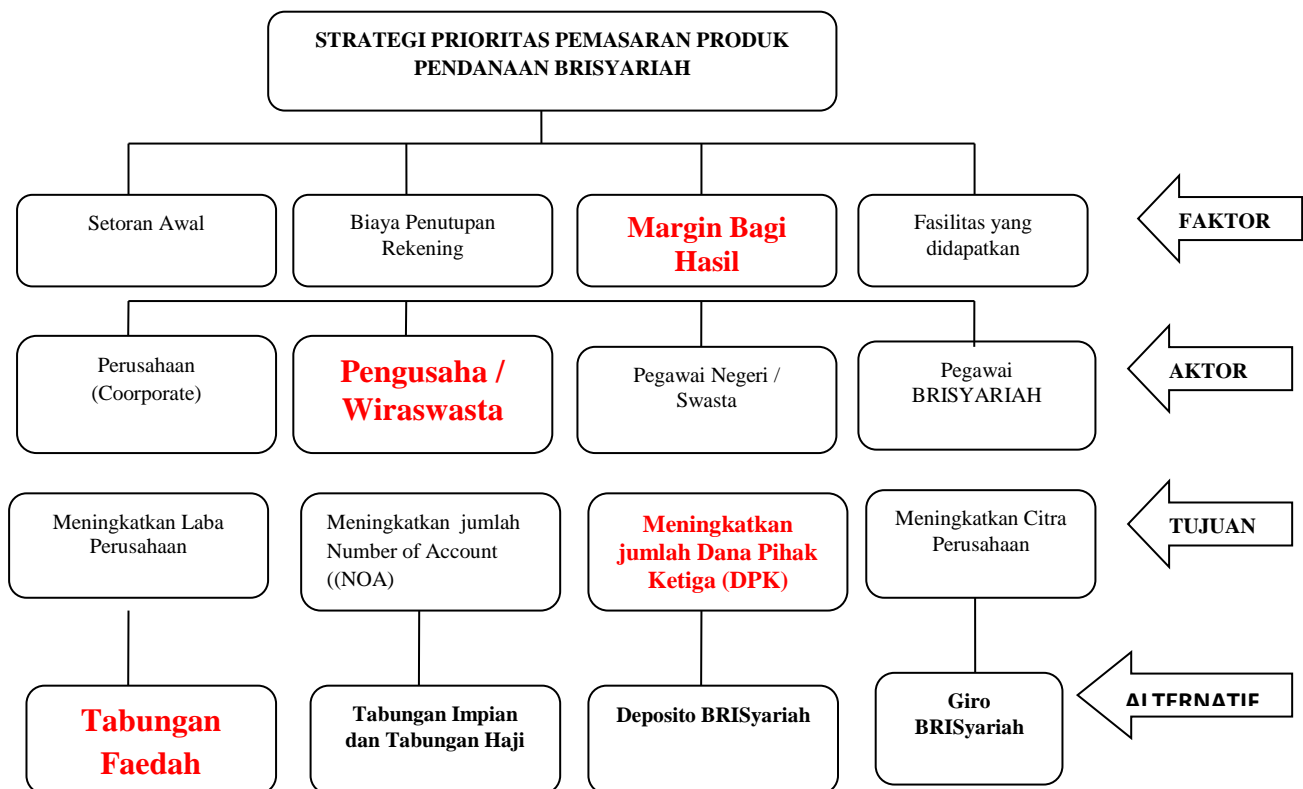 STRATEGI PRIORITAS PEMASARAN PRODUK
PENDANAAN BRISYARIAH
Setoran Awal
Biaya Penutupan
Rekening
Margin Bagi
Hasil
Fasilitas yang
didapatkan
FAKTOR
Perusahaan
(Coorporate)
Pengusaha /
Wiraswasta
Pegawai Negeri /
Swasta
Pegawai
BRISYARIAH
AKTOR
Meningkatkan Laba
Perusahaan
Meningkatkan jumlah
Number of Account
((NOA)
Meningkatkan
jumlah Dana Pihak
Ketiga (DPK)
Meningkatkan Citra
Perusahaan
TUJUAN
Tabungan
Faedah
Tabungan Impian
dan Tabungan Haji
Deposito BRISyariah
Giro
BRISyariah
ALTERNATIF